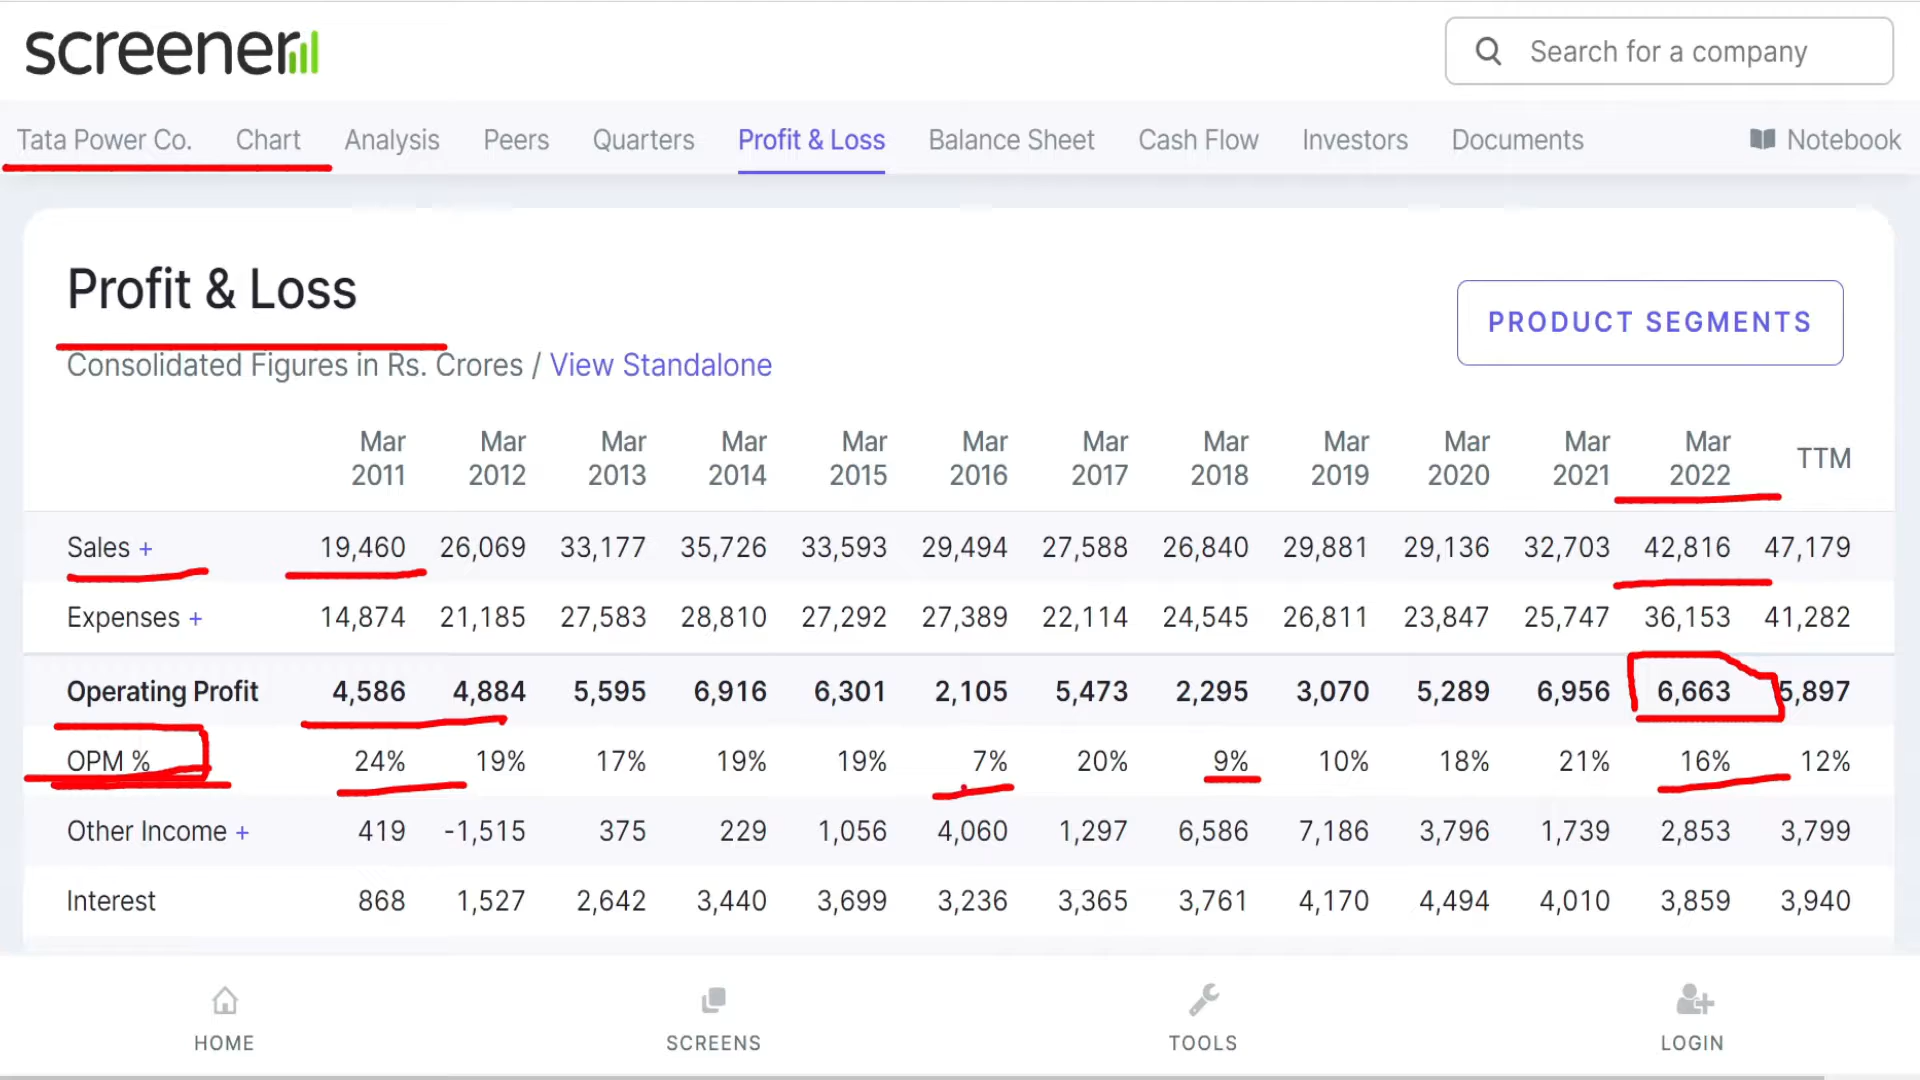 screener
Search for a company
Tata Power Co. Chart Analysis Peers Quarters Profit & Loss Balance Sheet Cash Flow Investors Documents Notebook
Profit & Loss
PRODUCT SEGMENTS
Consolidated Figures in Rs. Crores / View Standalone
Mar 2011 Mar 2012 Mar 2013 Mar 2014 Mar 2015 Mar 2016 Mar 2017 Mar 2018 Mar 2019 Mar 2020 Mar 2021 Mar 2022 TTM
Sales + 19,460 26,069 33,177 35,726 33,593 29,494 27,588 26,840 29,881 29,136 32,703 42,816 47,179
Expenses + 14,874 21,185 27,583 28,810 27,292 27,389 22,114 24,545 26,811 23,847 25,747 36,153 41,282
Operating Profit 4,586 4,884 5,595 6,916 6,301 2,105 5,473 2,295 3,070 5,289 6,956 6,663 5,897
OPM % 24% 19% 17% 19% 19% 7% 20% 9% 10% 18% 21% 16% 12%
Other Income + 419 -1,515 375 229 1,056 4,060 1,297 6,586 7,186 3,796 1,739 2,853 3,799
Interest 868 1,527 2,642 3,440 3,699 3,236 3,365 3,761 4,170 4,494 4,010 3,859 3,940
HOME SCREENS TOOLS LOGIN